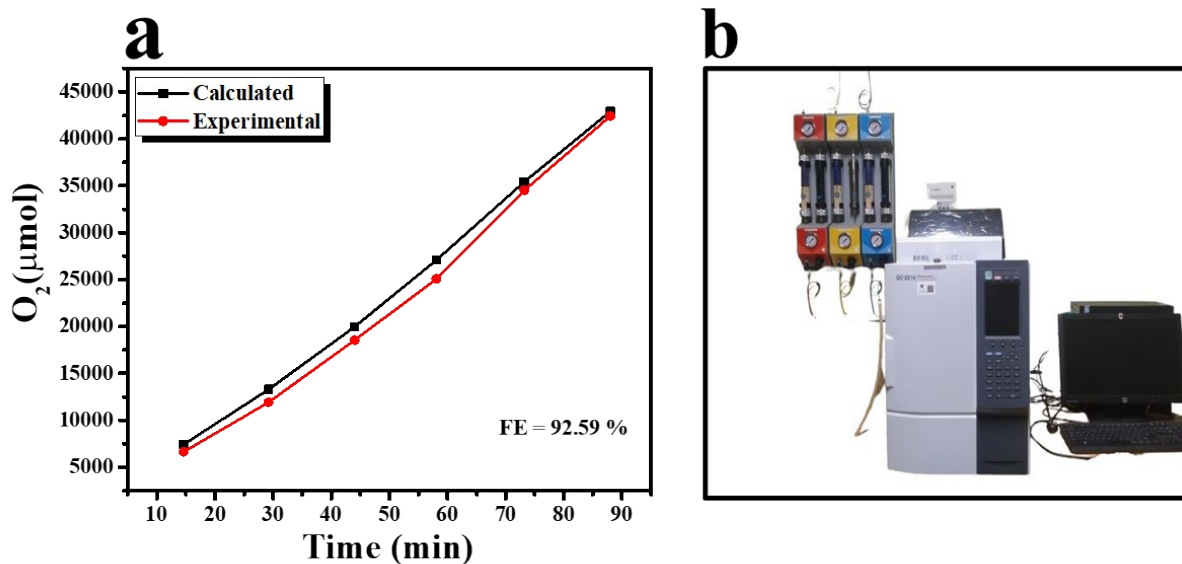 a
Calculated
Experimental
45000
40000
35000
30000
25000
20000
15000
10000
5000
O2 (μmol)
FE = 92.59 %
10 20 30 40 50 60 70 80 90
Time (min)
b
GC-2014